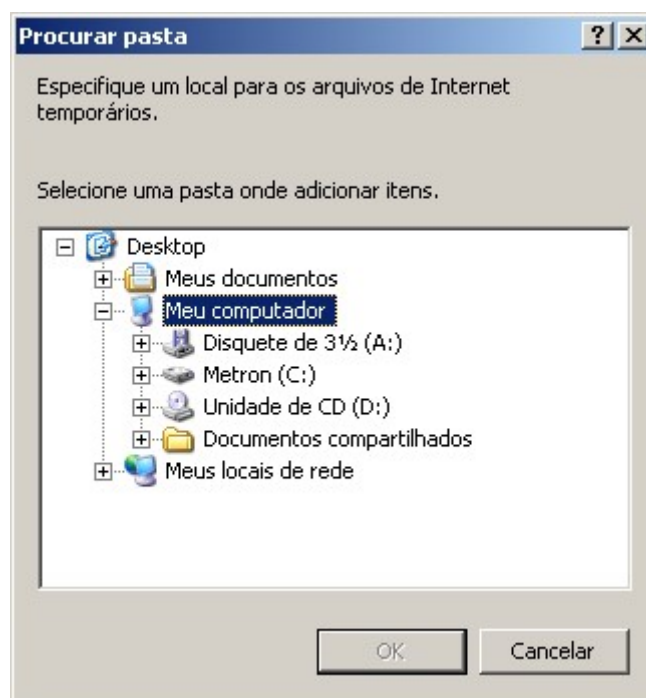 Procurar pasta
Especifique um local para os arquivos de Internet
temporários.
Selecione uma pasta onde adicionar itens.
Desktop
Meus documentos
Meu computador
Disquete de 3½ (A:)
Metron (C:)
Unidade de CD (D:)
Documentos compartilhados
Meus locais de rede
OK
Cancelar